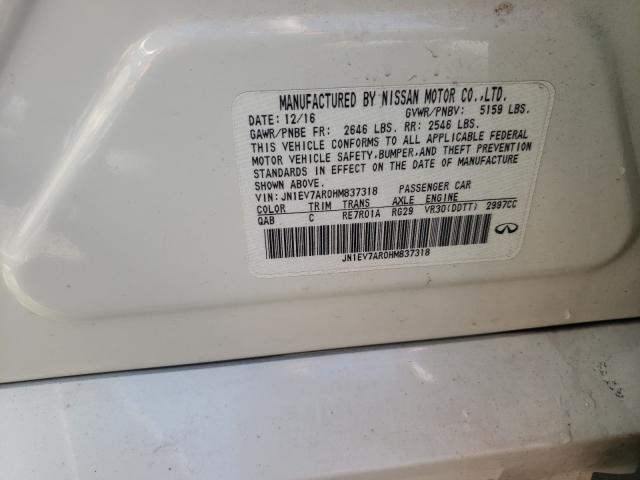 MANUFACTURED BY NISSAN MOTOR CO.,LTD.
DATE: 12/16 GVWR/PNBV: 5159 LBS.
GAWR/PNBE FR: 2646 LBS. RR: 2546 LBS.
THIS VEHICLE CONFORMS TO ALL APPLICABLE FEDERAL
MOTOR VEHICLE SAFETY,BUMPER,AND THEFT PREVENTION
STANDARDS IN EFFECT ON THE DATE OF MANUFACTURE
SHOWN ABOVE.
VIN: JN1EV7AR0HM837318 PASSENGER CAR
COLOR TRIM TRANS AXLE ENGINE
QAB C RE7R01A RG29 VR30(DDTT) 2997CC
JN1EV7AR0HM837318